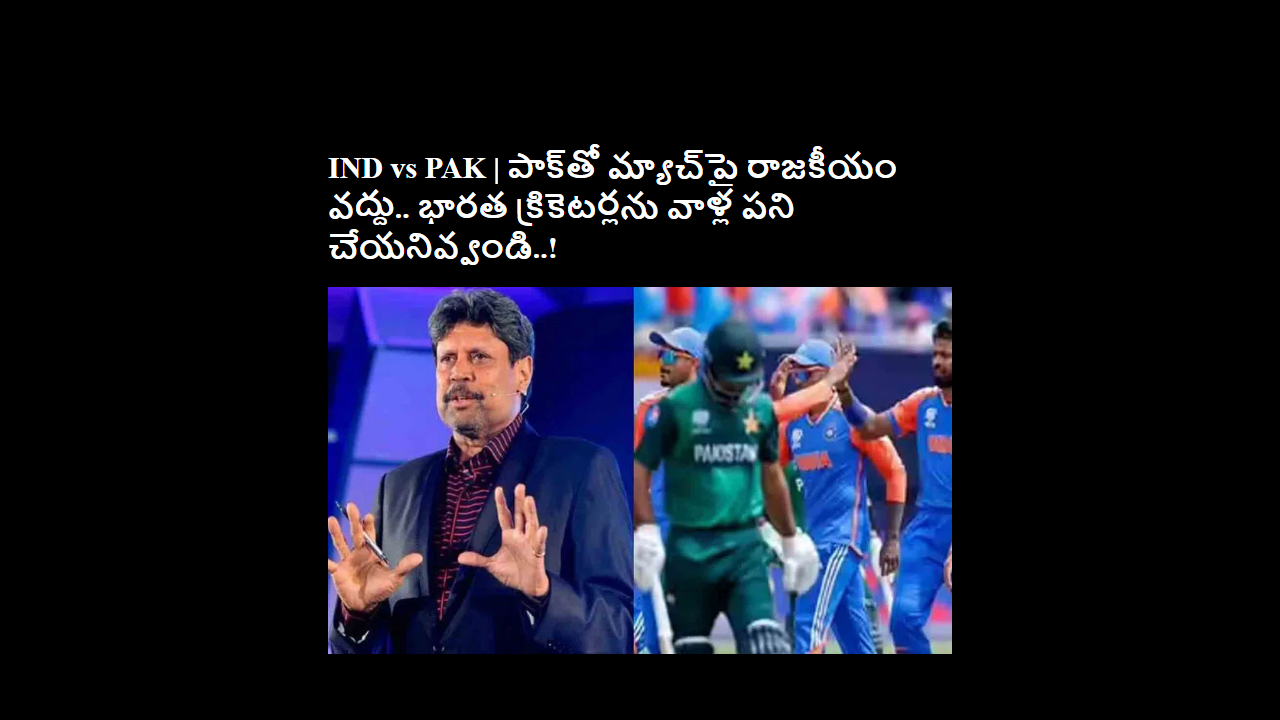 IND vs PAK | పాక్‌తో మ్యాచ్‌పై రాజకీయం
వద్దు.. భారత క్రికెటర్లను వాళ్ల పని
చేయనివ్వండి..!
PAKISTAN
INDIA